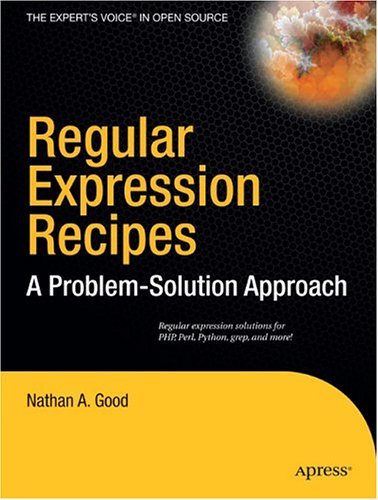 THE EXPERT'S VOICE® IN OPEN SOURCE
Regular
Expression
Recipes
A Problem-Solution Approach
Regular expression solutions for
PHP, Perl, Python, grep, and more!
Nathan A. Good
Apress®